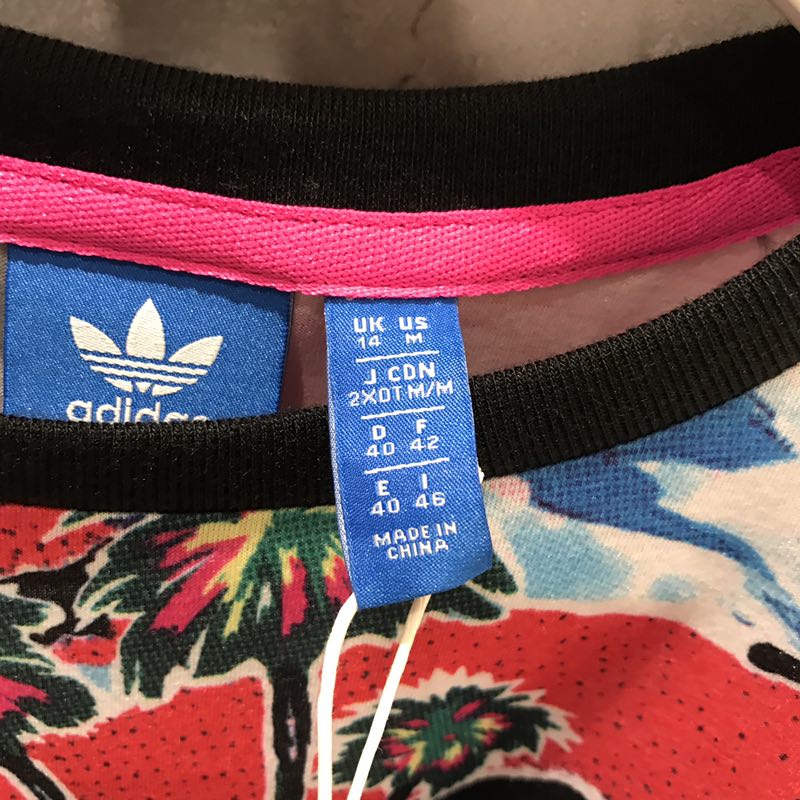 adidas
UK US
14 M
J CDN
2XOT M/M
D F
40 42
E I
40 46
MADE IN
CHINA